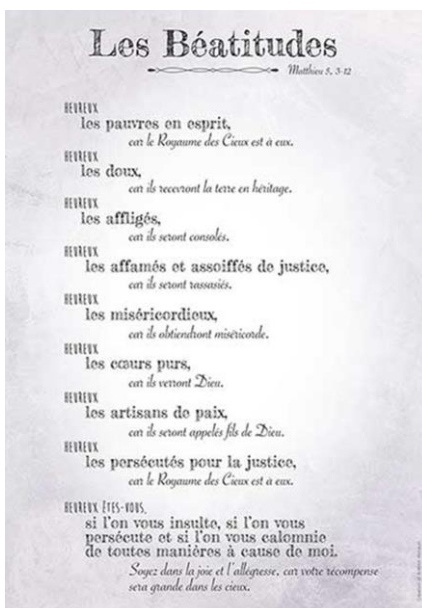 Les Béatitudes
Matthieu 5, 3-12
HEUREUX
les pauvres en esprit,
car le Royaume des Cieux est à eux.
HEUREUX
les doux,
car ils recevront la terre en héritage.
HEUREUX
les affligés,
car ils seront consolés.
HEUREUX
les affamés et assoiffés de justice,
car ils seront rassasiés.
HEUREUX
les miséricordieux,
car ils obtiendront miséricorde.
HEUREUX
les cœurs purs,
car ils verront Dieu.
HEUREUX
les artisans de paix,
car ils seront appelés fils de Dieu.
HEUREUX
les persécutés pour la justice,
car le Royaume des Cieux est à eux.
HEUREUX ÊTES-VOUS,
si l'on vous insulte, si l'on vous
persécute et si l'on vous calomnie
de toutes manières à cause de moi.
Soyez dans la joie et l'allégresse, car votre récompense
sera grande dans les cieux.